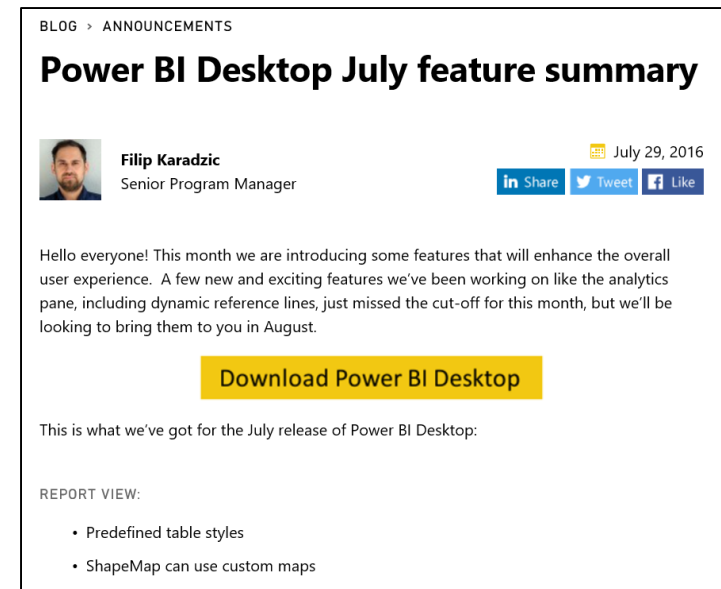 BLOG > ANNOUNCEMENTS
Power BI Desktop July feature summary
Filip Karadzic
Senior Program Manager
July 29, 2016
in Share Tweet f Like
Hello everyone! This month we are introducing some features that will enhance the overall
user experience.  A few new and exciting features we've been working on like the analytics
pane, including dynamic reference lines, just missed the cut-off for this month, but we'll be
looking to bring them to you in August.
Download Power BI Desktop
This is what we've got for the July release of Power BI Desktop:
REPORT VIEW:
• Predefined table styles
• ShapeMap can use custom maps